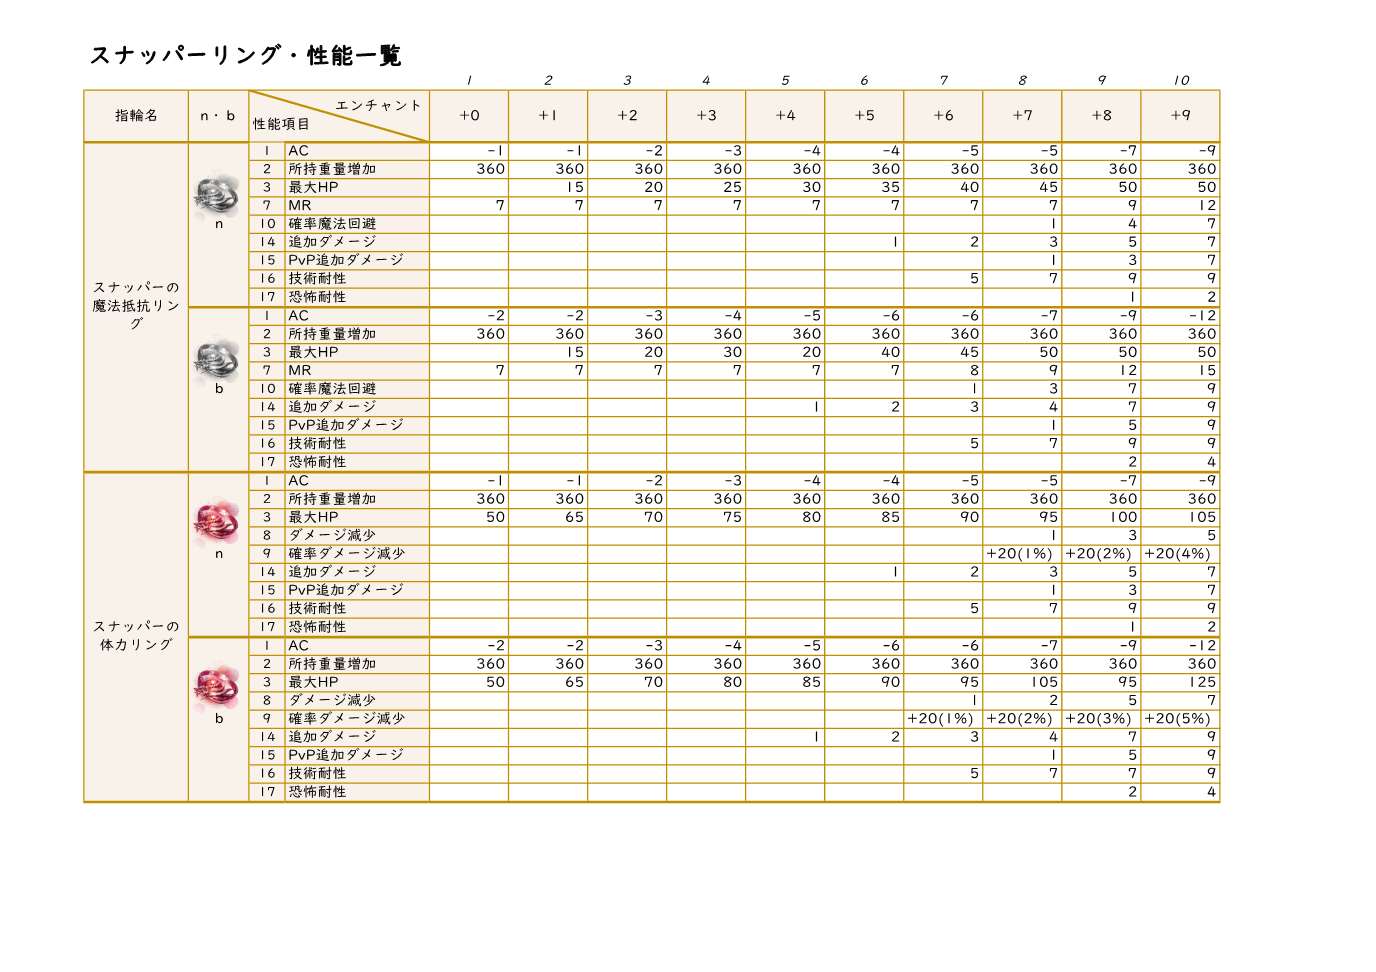 スナッパーリング・性能一覧
1 2 3 4 5 6 7 8 9 10
指輪名 n・b エンチャント 性能項目 +0 +1 +2 +3 +4 +5 +6 +7 +8 +9
1 AC -1 -1 -2 -3 -4 -4 -5 -5 -7 -9
2 所持重量増加 360 360 360 360 360 360 360 360 360 360
3 最大HP 15 20 25 30 35 40 45 50 50
7 MR 7 7 7 7 7 7 7 7 9 12
n
10 確率魔法回避 1 4 7
14 追加ダメージ 1 2 3 5 7
15 PvP追加ダメージ 1 3 7
16 技術耐性 5 7 9 9
スナッパーの
魔法抵抗リン
グ
17 恐怖耐性 1 2
1 AC -2 -2 -3 -4 -5 -6 -6 -7 -9 -12
2 所持重量増加 360 360 360 360 360 360 360 360 360 360
3 最大HP 15 20 30 20 40 45 50 50 50
7 MR 7 7 7 7 7 7 8 9 12 15
b
10 確率魔法回避 1 3 7 9
14 追加ダメージ 1 2 3 4 7 9
15 PvP追加ダメージ 1 5 9
16 技術耐性 5 7 9 9
17 恐怖耐性 2 4
1 AC -1 -1 -2 -3 -4 -4 -5 -5 -7 -9
2 所持重量増加 360 360 360 360 360 360 360 360 360 360
3 最大HP 50 65 70 75 80 85 90 95 100 105
8 ダメージ減少 1 3 5
n
9 確率ダメージ減少 +20(1%) +20(2%) +20(4%)
14 追加ダメージ 1 2 3 5 7
15 PvP追加ダメージ 1 3 7
16 技術耐性 5 7 9 9
17 恐怖耐性 1 2
スナッパーの
体力リング
1 AC -2 -2 -3 -4 -5 -6 -6 -7 -9 -12
2 所持重量増加 360 360 360 360 360 360 360 360 360 360
3 最大HP 50 65 70 80 85 90 95 105 95 125
8 ダメージ減少 1 2 5 7
b
9 確率ダメージ減少 +20(1%) +20(2%) +20(3%) +20(5%)
14 追加ダメージ 1 2 3 4 7 9
15 PvP追加ダメージ 1 5 9
16 技術耐性 5 7 7 9
17 恐怖耐性 2 4